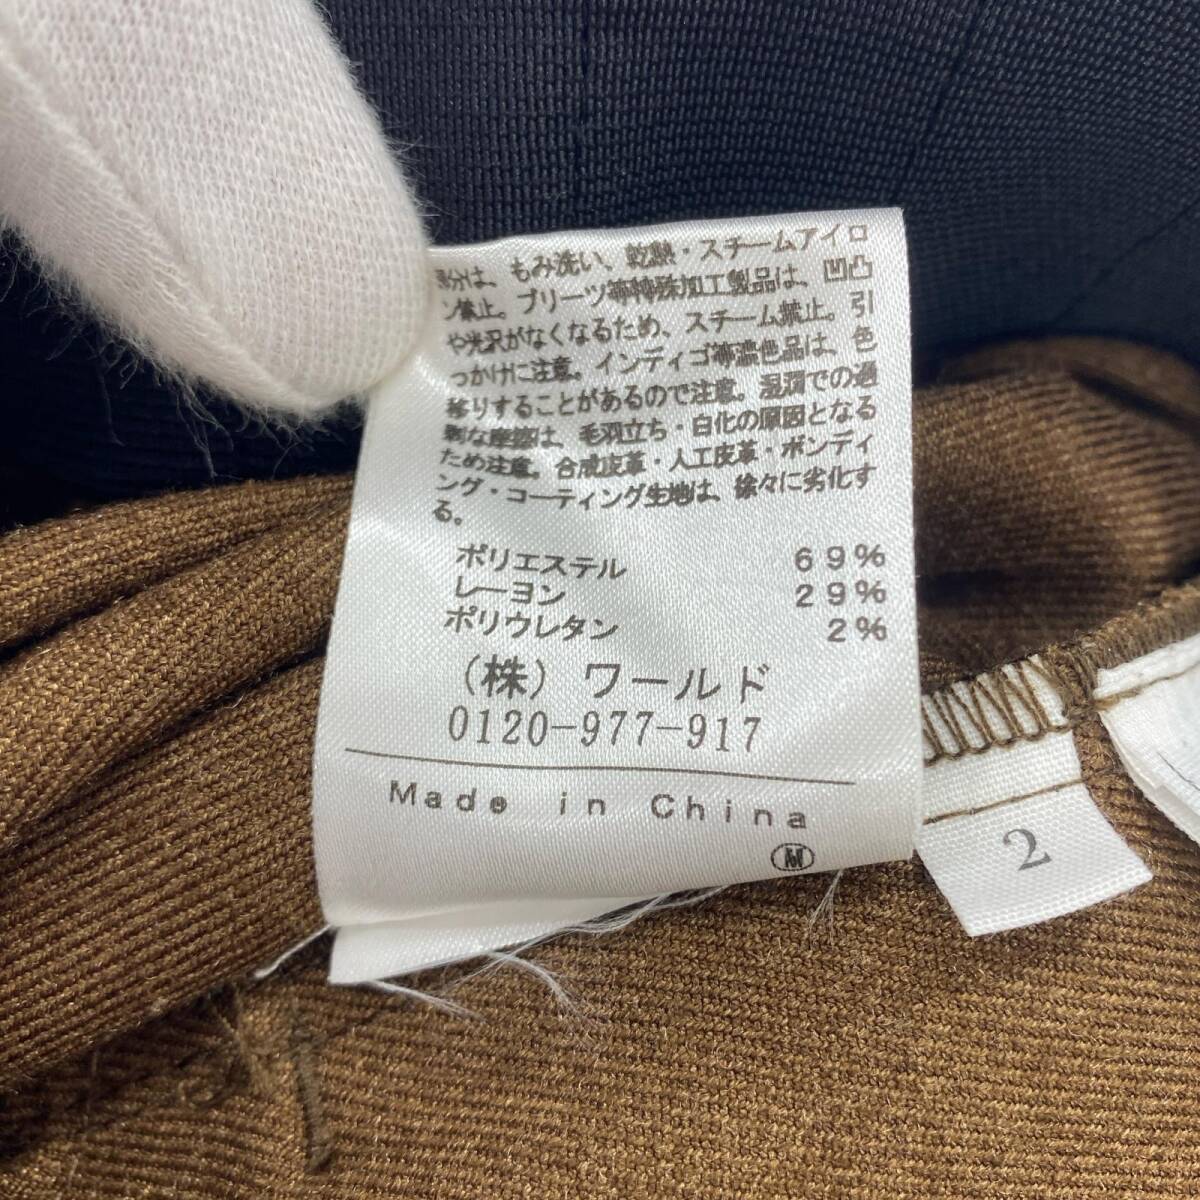 分は、もみ洗い、乾熱・スチームアイロ
ン禁止。プリーツ等特殊加工製品は、凹凸
や光沢がなくなるため、スチーム禁止。引
っかけに注意。インディゴ等濃色品は、色
移りすることがあるので注意。湿潤での過
剰な摩擦は、毛羽立ち・白化の原因となる
ため注意。合成皮革・人工皮革・ボンディ
ング・コーティング生地は、徐々に劣化す
る。
ポリエステル 69%
レーヨン 29%
ポリウレタン 2%
(株)ワールド
0120-977-917
Made in China
M
2